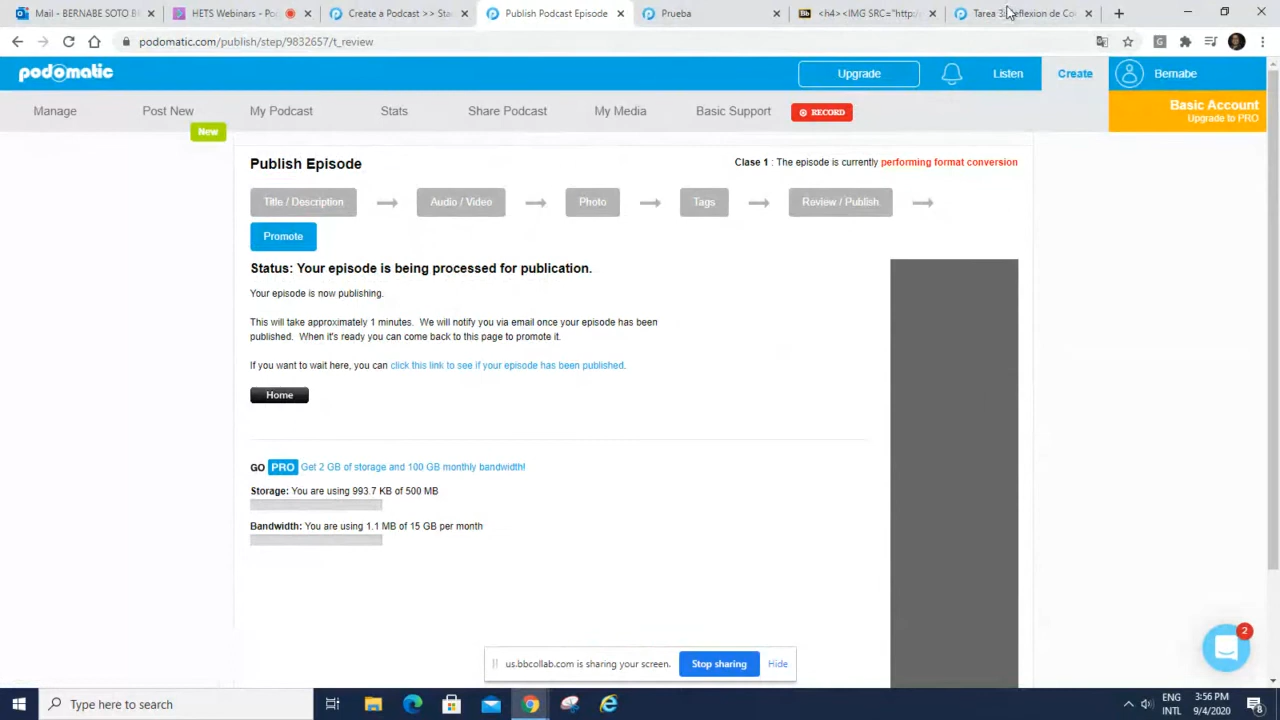 Mail - BERNABE SOTO BE
HETS Webinars - Po
Create a Podcast >> Sta
Publish Podcast Episode
Prueba
Bb
<h4> <IMG SRC="http:/
podomatic.com/publish/step/9832657/t_review
podomatic
Upgrade
Listen
Create
Bernabe
Manage
Post New
My Podcast
Stats
Share Podcast
My Media
Basic Support
RECORD
Basic Account
Upgrade to PRO
New
Publish Episode
Clase 1 : The episode is currently performing format conversion
Title / Description
Audio / Video
Photo
Tags
Review / Publish
Promote
Status: Your episode is being processed for publication.
Your episode is now publishing.
This will take approximately 1 minutes. We will notify you via email once your episode has been
published. When it's ready you can come back to this page to promote it.
If you want to wait here, you can click this link to see if your episode has been published.
Home
GO PRO Get 2 GB of storage and 100 GB monthly bandwidth!
Storage: You are using 993.7 KB of 500 MB
Bandwidth: You are using 1.1 MB of 15 GB per month
2
us.bbcollab.com is sharing your screen.
Stop sharing
Hide
Type here to search
ENG
INTL
3:56 PM
9/4/2020
8